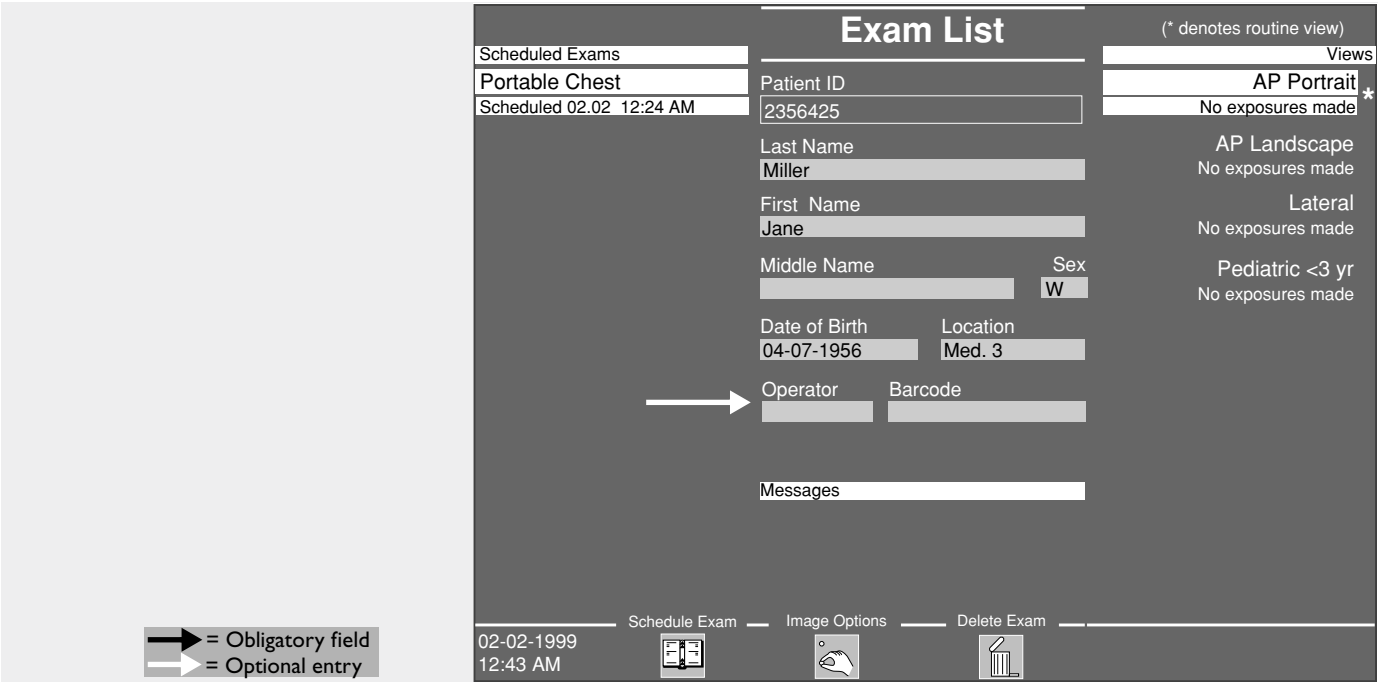 Exam List
(* denotes routine view)
Scheduled Exams
Views
Portable Chest
Scheduled 02.02 12:24 AM
Patient ID
2356425
Last Name
Miller
First Name
Jane
Middle Name
Sex
W
Date of Birth
Location
04-07-1956
Med. 3
Operator
Barcode
Messages
AP Portrait
*
No exposures made
AP Landscape
No exposures made
Lateral
No exposures made
Pediatric <3 yr
No exposures made
Schedule Exam
Image Options
Delete Exam
02-02-1999
12:43 AM
= Obligatory field
= Optional entry